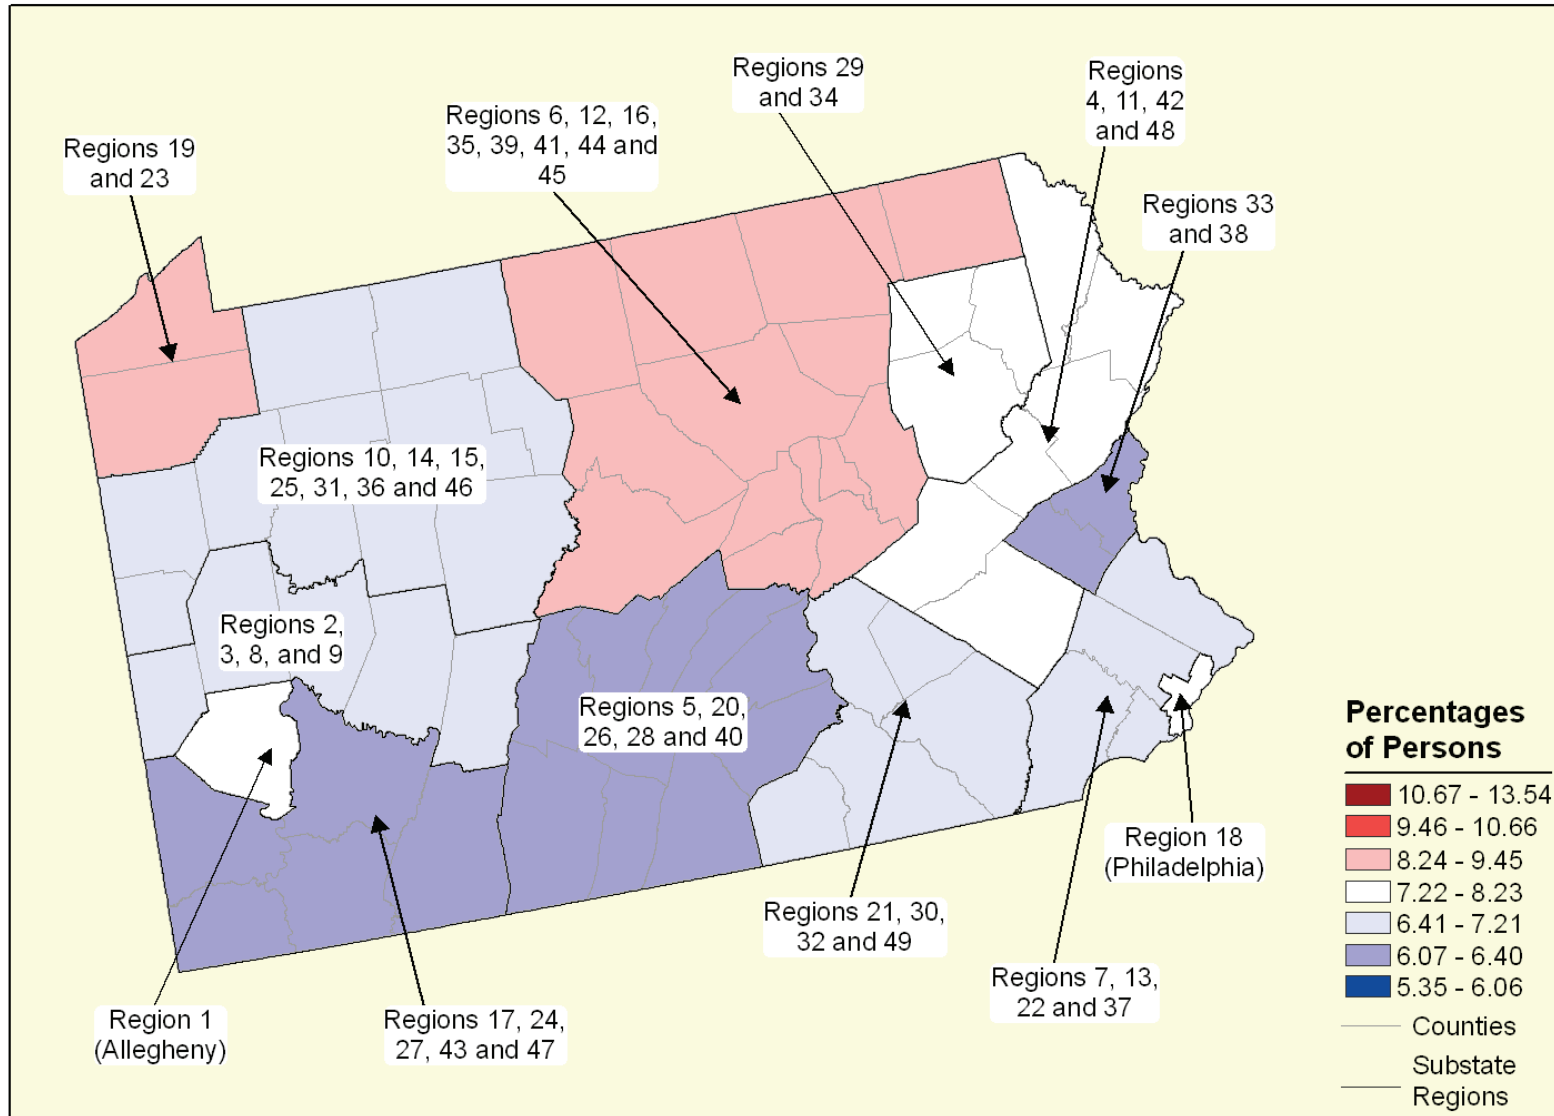 Regions 29
and 34
Regions
4, 11, 42
and 48
Regions 6, 12, 16,
35, 39, 41, 44 and
45
Regions 19
and 23
Regions 33
and 38
Regions 10, 14, 15,
25, 31, 36 and 46
Regions 2,
3, 8, and 9
Regions 5, 20,
26, 28 and 40
Percentages
of Persons
10.67 - 13.54
9.46 - 10.66
8.24 - 9.45
7.22 - 8.23
6.41 - 7.21
6.07 - 6.40
5.35 - 6.06
Counties
Substate
Regions
Region 18
(Philadelphia)
Regions 21, 30,
32 and 49
Regions 7, 13,
22 and 37
Region 1
(Allegheny)
Regions 17, 24,
27, 43 and 47